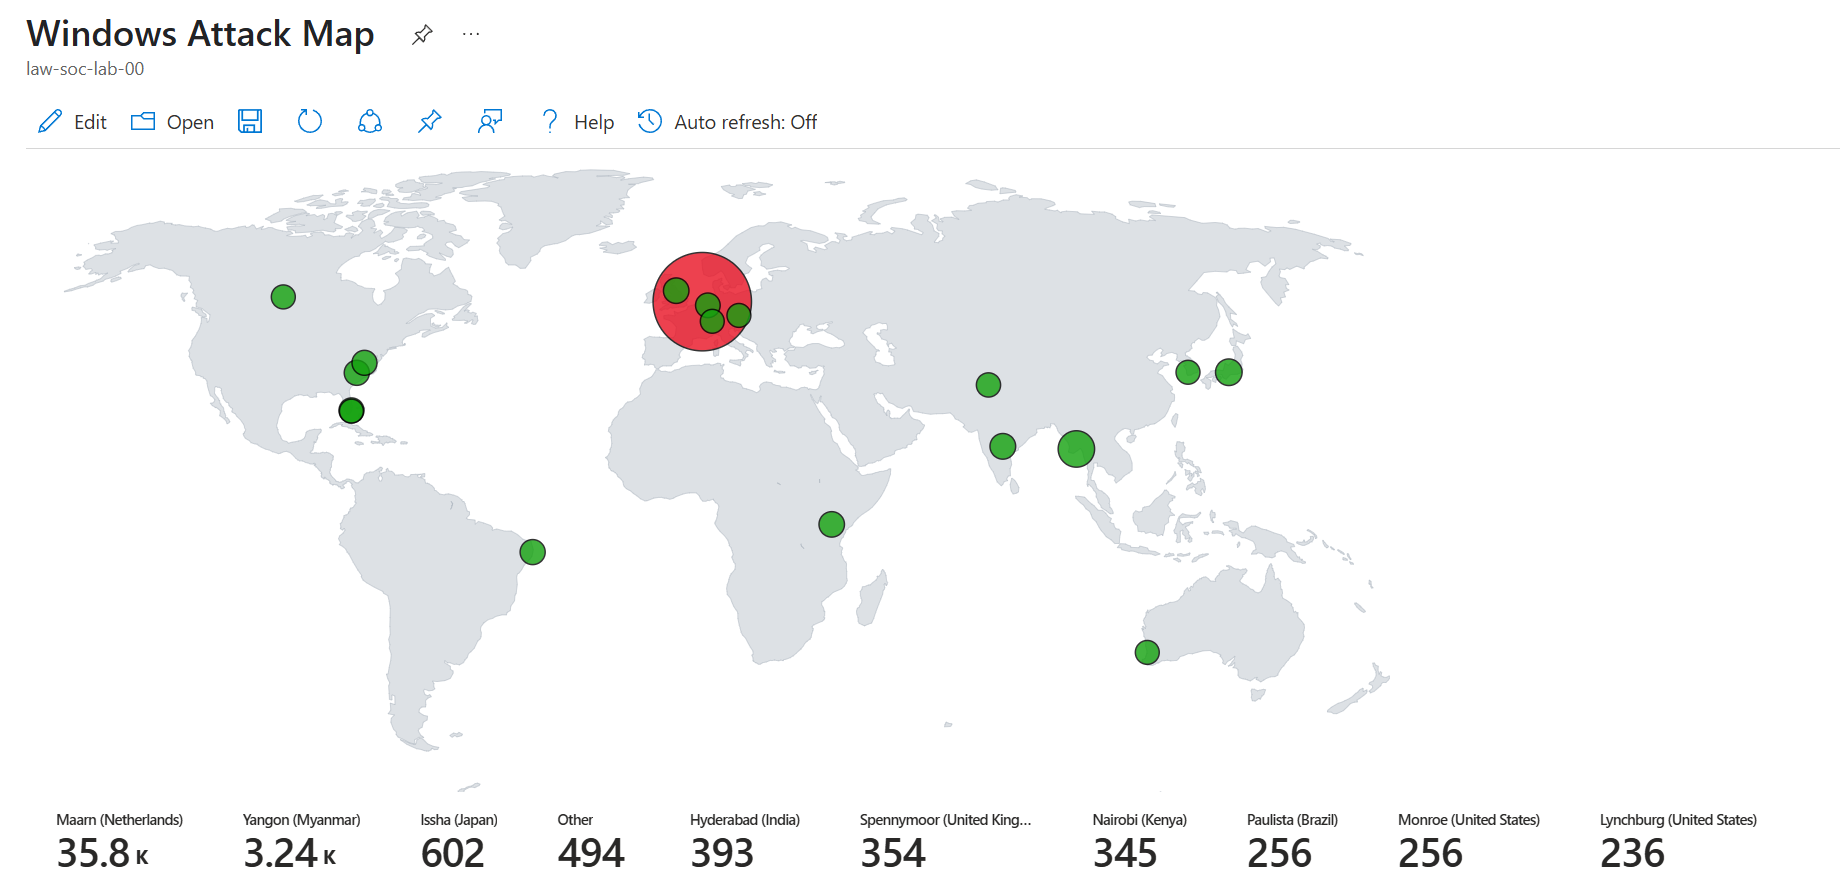 Windows Attack Map
law-soc-lab-00
Edit Open Help Auto refresh: Off
Maarn (Netherlands) Yangon (Myanmar) Issha (Japan) Other Hyderabad (India) Spennymoor (United King... Nairobi (Kenya) Paulista (Brazil) Monroe (United States) Lynchburg (United States)
35.8 K 3.24 K 602 494 393 354 345 256 256 236